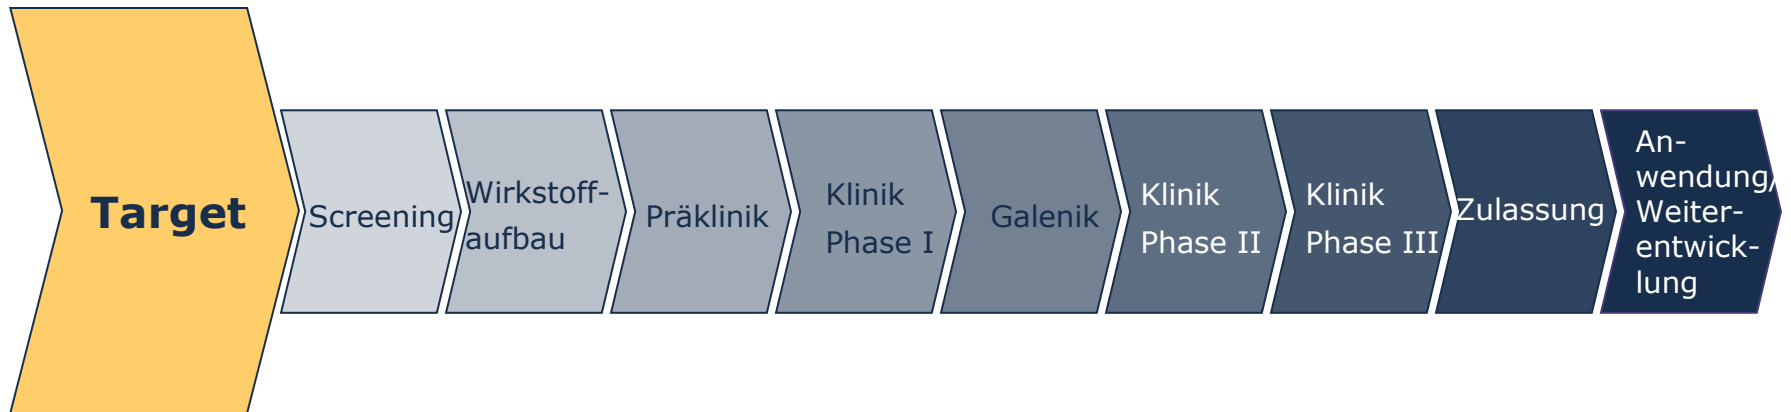 Target
Screening
Wirkstoff-
aufbau
Präklinik
Klinik
Phase I
Galenik
Klinik
Phase II
Klinik
Phase III
Zulassung
An-
wendung/
Weiter-
entwick-
lung